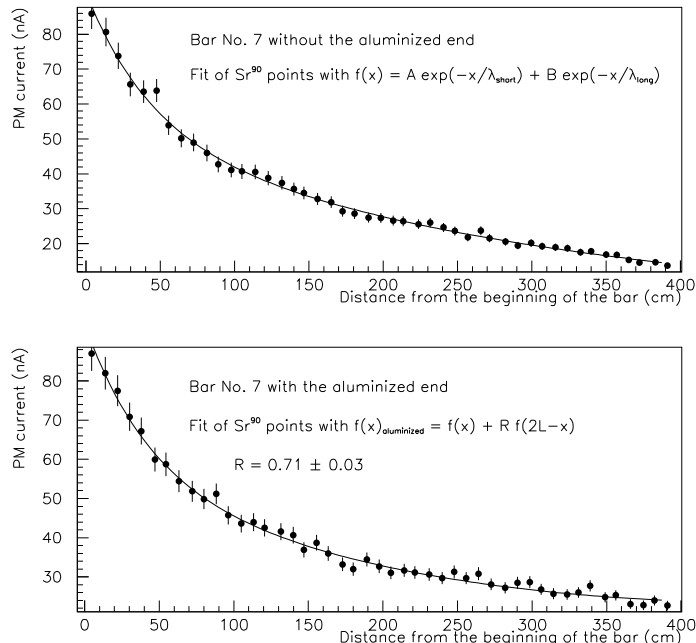 PM current (nA)
80
70
60
50
40
30
20
Bar No. 7 without the aluminized end
Fit of Sr⁹⁰ points with f(x) = A exp(−x/λshort) + B exp(−x/λlong)
0 50 100 150 200 250 300 350 400
Distance from the beginning of the bar (cm)
PM current (nA)
80
70
60
50
40
30
Bar No. 7 with the aluminized end
Fit of Sr⁹⁰ points with f(x)aluminized = f(x) + R f(2L−x)
R = 0.71 ± 0.03
0 50 100 150 200 250 300 350 400
Distance from the beginning of the bar (cm)